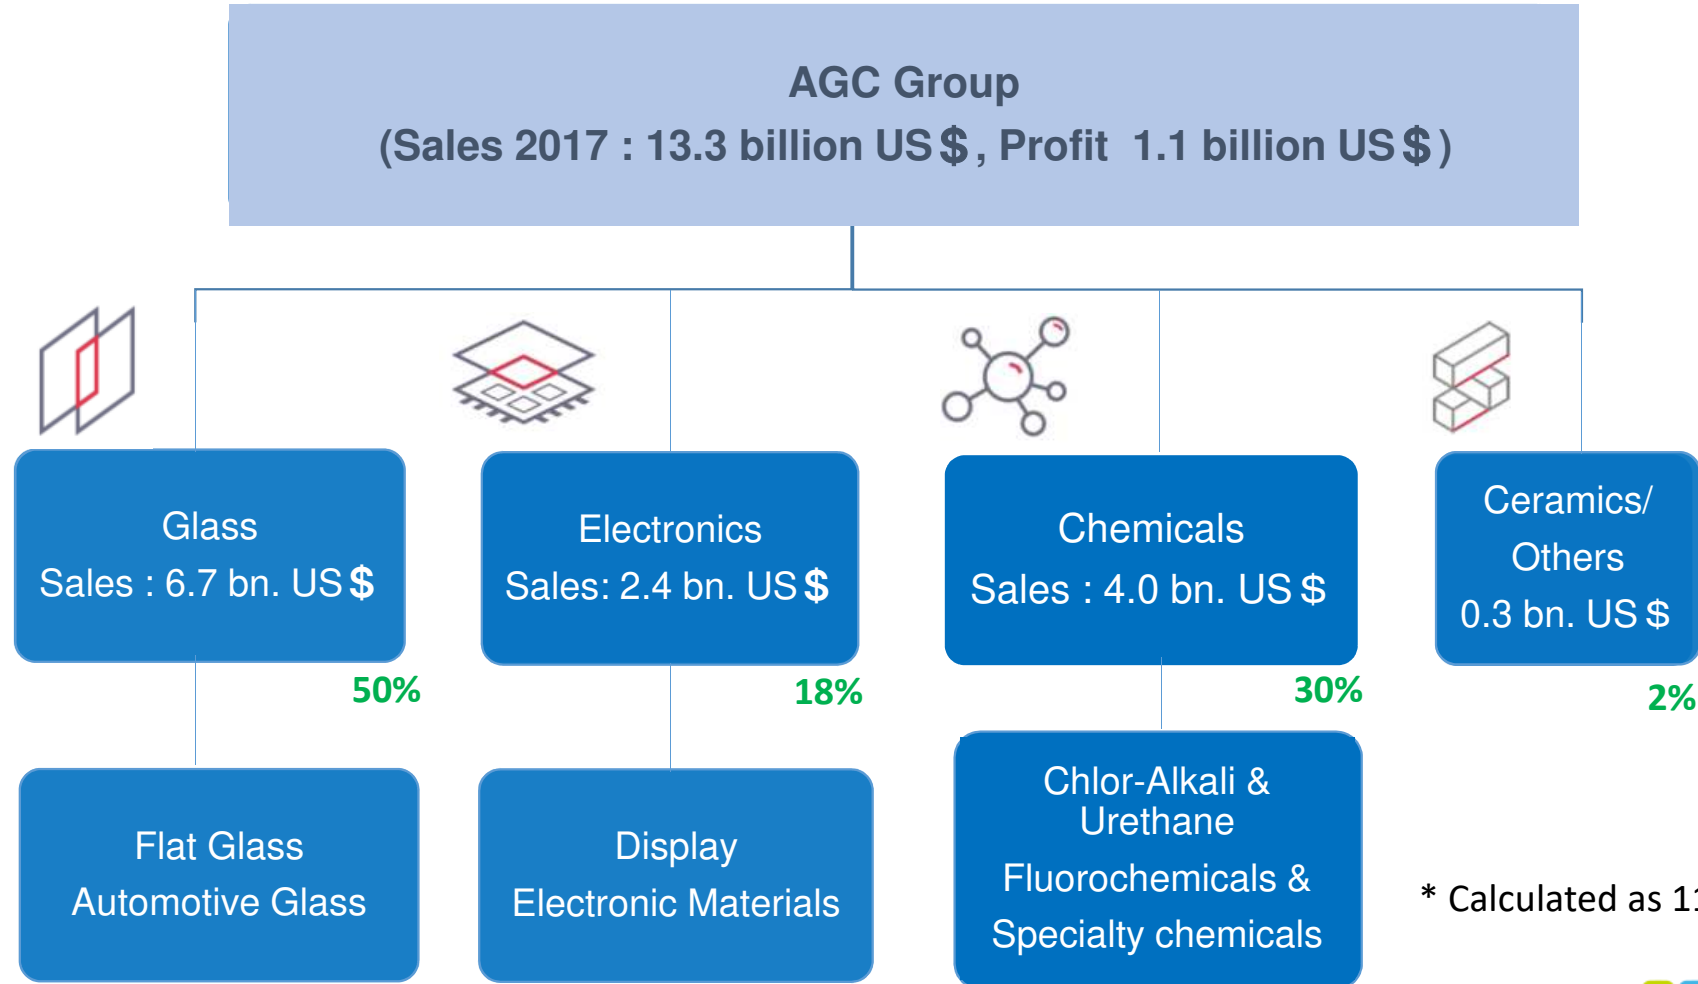 AGC Group
(Sales 2017 : 13.3 billion US$, Profit 1.1 billion US$)
Glass
Sales : 6.7 bn. US$
50%
Electronics
Sales: 2.4 bn. US$
18%
Chemicals
Sales : 4.0 bn. US$
30%
Ceramics/
Others
0.3 bn. US$
2%
Flat Glass
Automotive Glass
Display
Electronic Materials
Chlor-Alkali &
Urethane
Fluorochemicals &
Specialty chemicals
* Calculated as